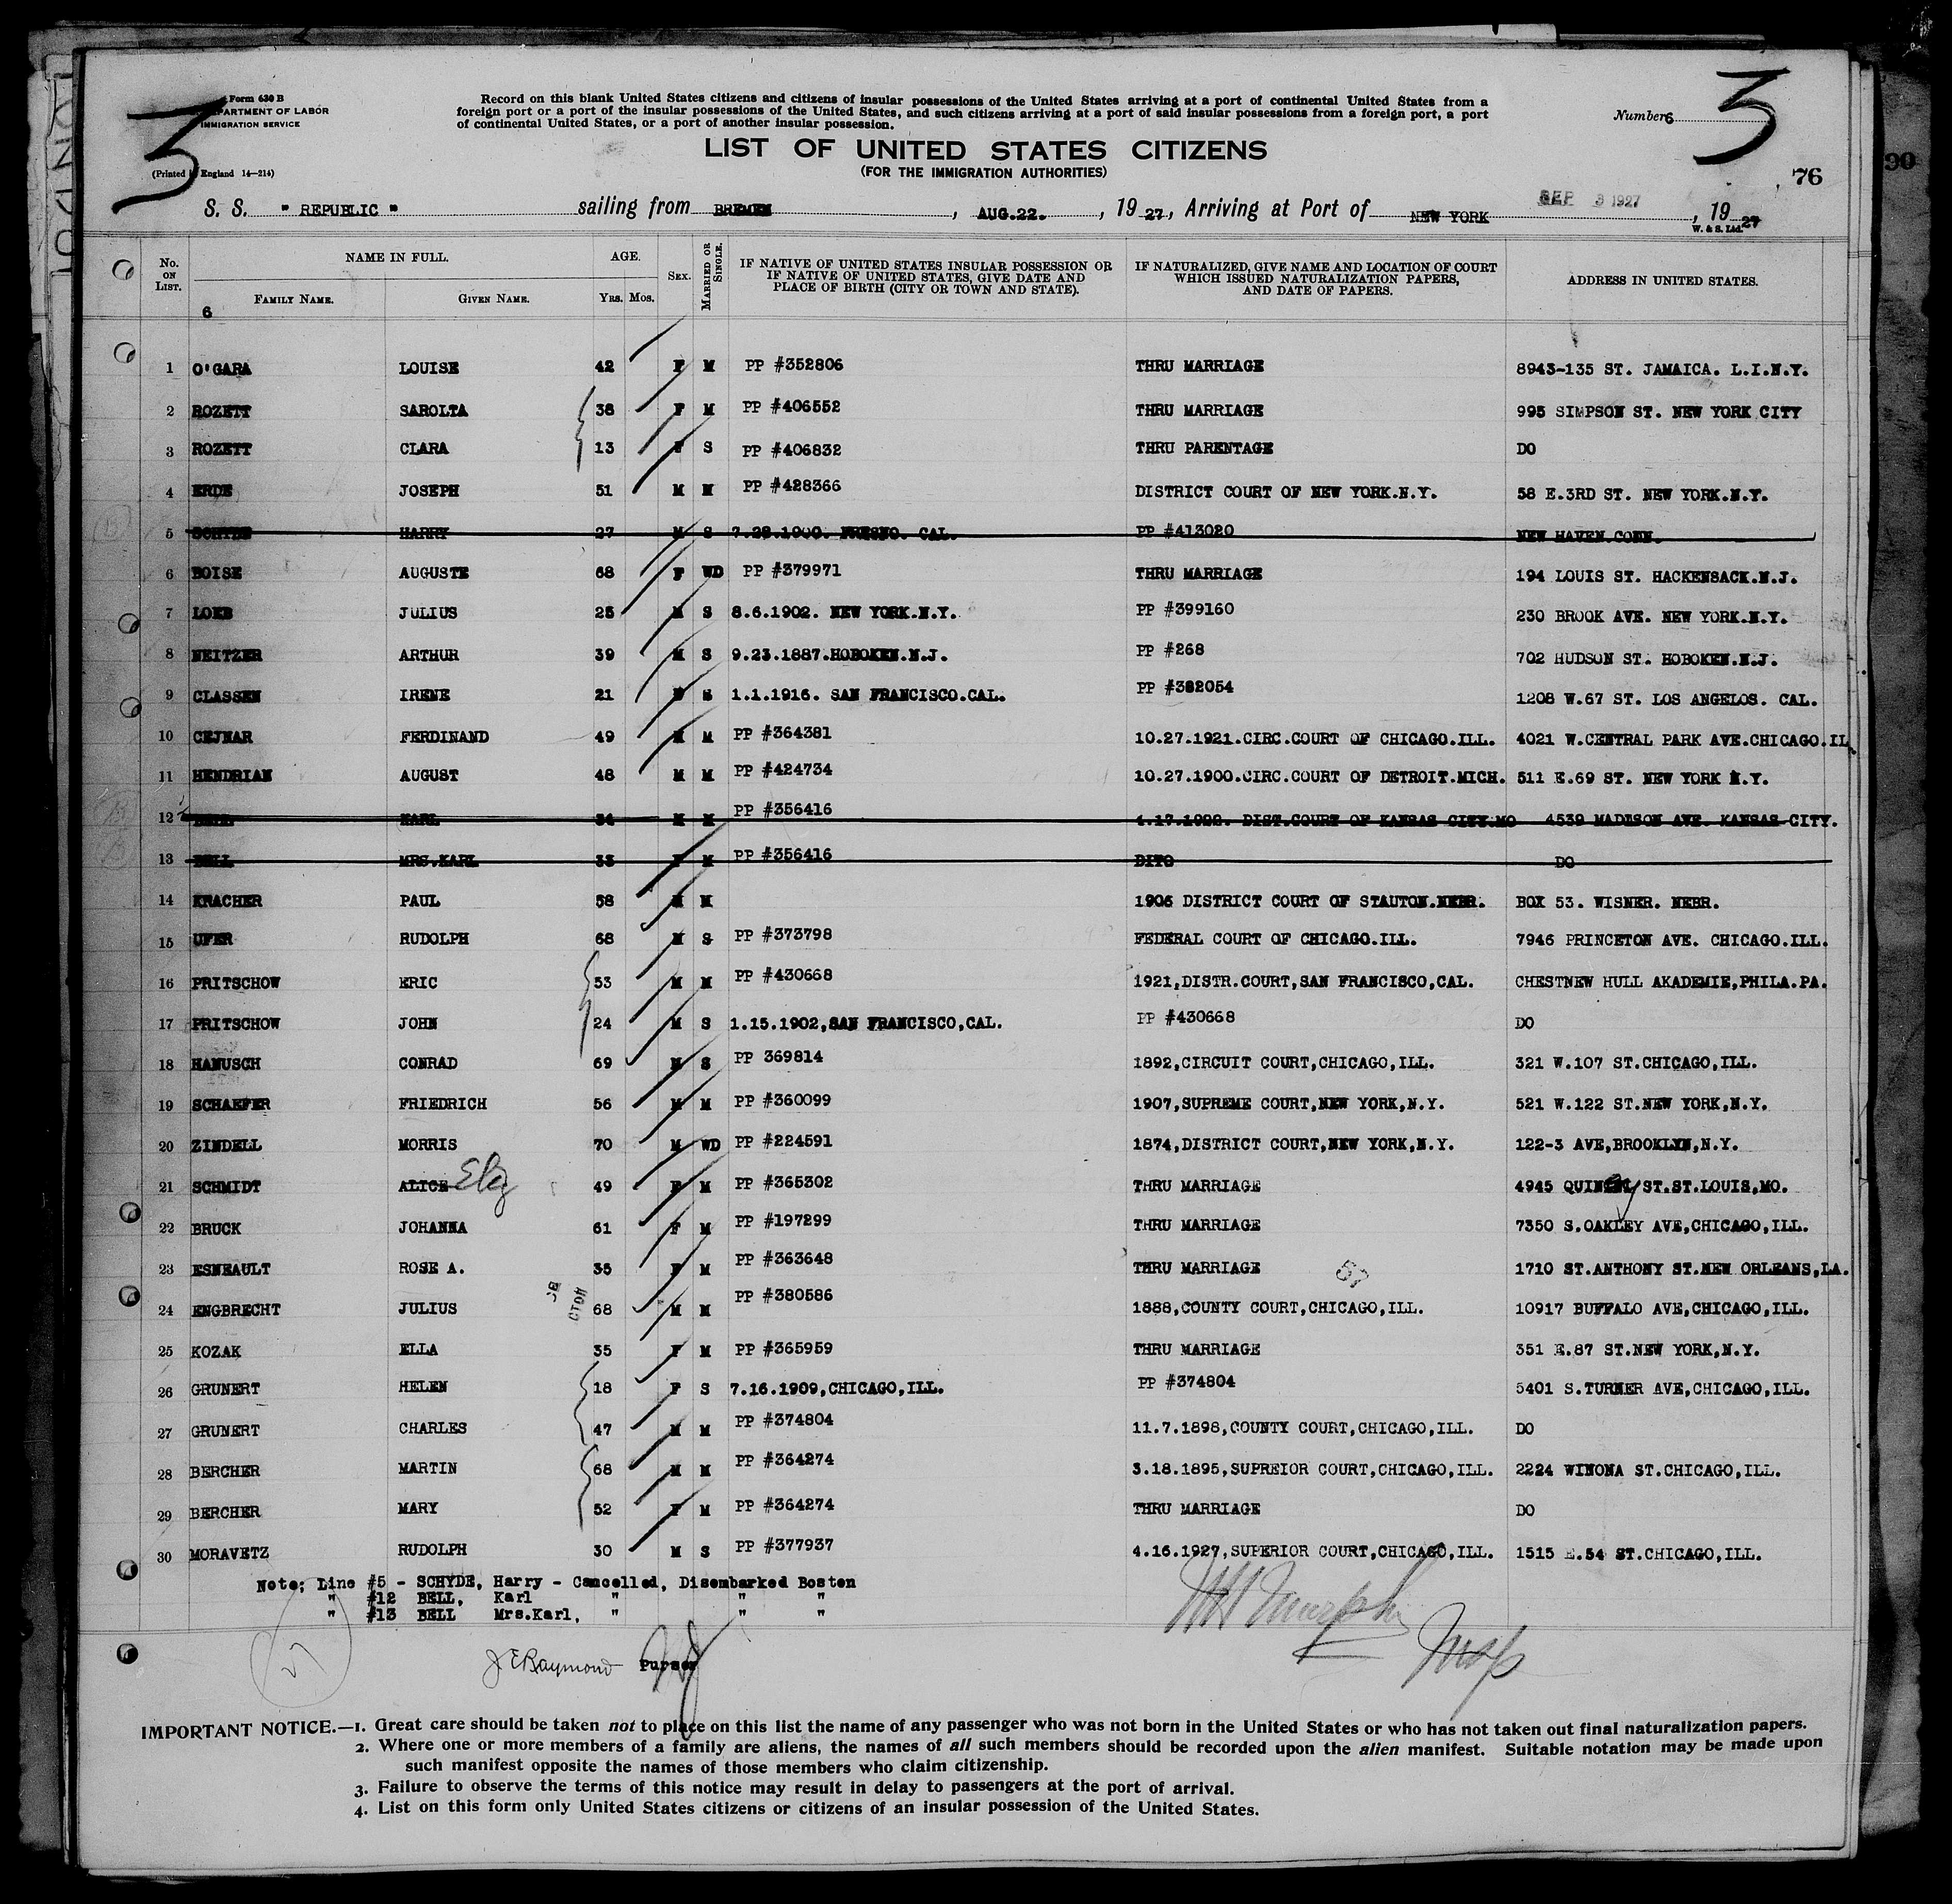 3
Form 630 B
DEPARTMENT OF LABOR
IMMIGRATION SERVICE
(Printed England 14—214)
Record on this blank United States citizens and citizens of insular possessions of the United States arriving at a port of continental United States from a
foreign port or a port of the insular possessions of the United States, and such citizens arriving at a port of said insular possessions from a foreign port, a port
of continental United States, or a port of another insular possession.
Number 6
3
LIST OF UNITED STATES CITIZENS
(FOR THE IMMIGRATION AUTHORITIES)
76
S. S. "REPUBLIC" sailing from BREMEN, AUG.22., 1927, Arriving at Port of NEW YORK SEP 3 1927, 1927
W. & S. Ltd.
No. ON LIST. NAME IN FULL. FAMILY NAME. GIVEN NAME. AGE. YRS. MOS. SEX. MARRIED OR SINGLE. IF NATIVE OF UNITED STATES INSULAR POSSESSION OR IF NATIVE OF UNITED STATES, GIVE DATE AND PLACE OF BIRTH (CITY OR TOWN AND STATE). IF NATURALIZED, GIVE NAME AND LOCATION OF COURT WHICH ISSUED NATURALIZATION PAPERS, AND DATE OF PAPERS. ADDRESS IN UNITED STATES.
6
1 O'GARA LOUISE 42 F M PP #352806 THRU MARRIAGE 8943-135 ST. JAMAICA. L.I.N.Y.
2 ROZETT SAROLTA 38 F M PP #406552 THRU MARRIAGE 995 SIMPSON ST. NEW YORK CITY
3 ROZETT CLARA 13 F S PP #406832 THRU PARENTAGE DO
4 ERDE JOSEPH 51 M M PP #428366 DISTRICT COURT OF NEW YORK.N.Y. 58 E.3RD ST. NEW YORK.N.Y.
5 SCHYDE HARRY 27 M S 7.28.1900. FRESNO. CAL. PP #413020 NEW HAVEN.CONN.
6 BOISE AUGUSTE 68 F WD PP #379971 THRU MARRIAGE 194 LOUIS ST. HACKENSACK.N.J.
7 LOEB JULIUS 25 M S 8.6.1902. NEW YORK.N.Y. PP #399160 230 BROOK AVE. NEW YORK.N.Y.
8 NEITZER ARTHUR 39 M S 9.23.1887.HOBOKEN.N.J. PP #268 702 HUDSON ST. HOBOKEN.N.J.
9 CLASSEN IRENE 21 F S 1.1.1916. SAN FRANCISCO.CAL. PP #382054 1208 W.67 ST. LOS ANGELOS. CAL.
10 CEJNAR FERDINAND 49 M M PP #364381 10.27.1921.CIRC.COURT OF CHICAGO.ILL. 4021 W.CENTRAL PARK AVE.CHICAGO.IL
11 HENDRIAN AUGUST 48 M M PP #424734 10.27.1900.CIRC.COURT OF DETROIT.MICH. 511 E.69 ST. NEW YORK N.Y.
12 BELL KARL 34 M M PP #356416 DIST.COURT OF KANSAS CITY.MO 4539 MADISON AVE. KANSAS CITY.
13 BELL MRS.KARL 33 F M PP #356416 DITO DO
14 KRACHER PAUL 58 M M 1906 DISTRICT COURT OF STAUTON.NEBR. BOX 53. WISNER. NEBR.
15 UFER RUDOLPH 68 M S PP #373798 FEDERAL COURT OF CHICAGO.ILL. 7946 PRINCETON AVE. CHICAGO.ILL.
16 PRITSCHOW ERIC 53 M M PP #430668 1921,DISTR.COURT,SAN FRANCISCO,CAL. CHESTNEW HULL AKADEMIE,PHILA.PA.
17 PRITSCHOW JOHN 24 M S 1.15.1902,SAN FRANCISCO,CAL. PP #430668 DO
18 HANUSCH CONRAD 69 M S PP 369814 1892,CIRCUIT COURT,CHICAGO,ILL. 321 W.107 ST.CHICAGO,ILL.
19 SCHAEFER FRIEDRICH 56 M M PP #360099 1907,SUPREME COURT,NEW YORK,N.Y. 521 W.122 ST.NEW YORK,N.Y.
20 ZINDELL MORRIS 70 M WD PP #224591 1874,DISTRICT COURT,NEW YORK,N.Y. 122-3 AVE,BROOKLYN,N.Y.
21 SCHMIDT ALICE Eliz 49 F M PP #365302 THRU MARRIAGE 4945 QUINCY ST.ST.LOUIS,MO.
22 BRUCK JOHANNA 61 F M PP #197299 THRU MARRIAGE 7350 S.OAKLEY AVE,CHICAGO,ILL.
23 ESNEAULT ROSE A. 35 F M PP #363648 THRU MARRIAGE 57 1710 ST.ANTHONY ST.NEW ORLEANS,LA.
24 ENGBRECHT JULIUS 68 M M PP #380586 1888,COUNTY COURT,CHICAGO,ILL. 10917 BUFFALO AVE,CHICAGO,ILL.
25 KOZAK ELLA 35 F M PP #365959 THRU MARRIAGE 351 E.87 ST.NEW YORK,N.Y.
26 GRUNERT HELEN 18 F S 7.16.1909,CHICAGO,ILL. PP #374804 5401 S.TURNER AVE,CHICAGO,ILL.
27 GRUNERT CHARLES 47 M M PP #374804 11.7.1898,COUNTY COURT,CHICAGO,ILL. DO
28 BERCHER MARTIN 68 M M PP #364274 3.18.1895,SUPREIOR COURT,CHICAGO,ILL. 2224 WINONA ST.CHICAGO,ILL.
29 BERCHER MARY 52 F M PP #364274 THRU MARRIAGE DO
30 MORAVETZ RUDOLPH 30 M S PP #377937 4.16.1927,SUPERIOR COURT,CHICAGO,ILL. 1515 E.54 ST.CHICAGO,ILL.
Note; Line #5 - SCHYDE, Harry - Cancelled, Disembarked Boston
" #12 BELL, Karl " " "
" #13 BELL Mrs.Karl, " " "
27
J E Raymond Purser
IMPORTANT NOTICE.—1. Great care should be taken not to place on this list the name of any passenger who was not born in the United States or who has not taken out final naturalization papers.
2. Where one or more members of a family are aliens, the names of all such members should be recorded upon the alien manifest. Suitable notation may be made upon
such manifest opposite the names of those members who claim citizenship.
3. Failure to observe the terms of this notice may result in delay to passengers at the port of arrival.
4. List on this form only United States citizens or citizens of an insular possession of the United States.